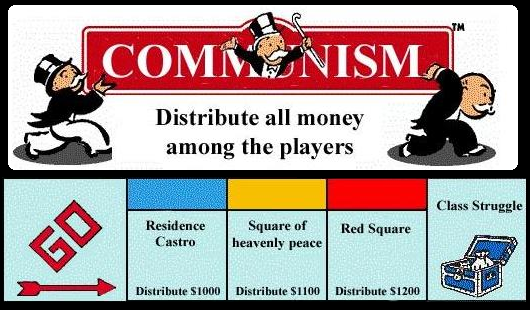 COMMUNISM TM
Distribute all money
among the players
GO
Residence
Castro
Distribute $1000
Square of
heavenly peace
Distribute $1100
Red Square
Distribute $1200
Class Struggle